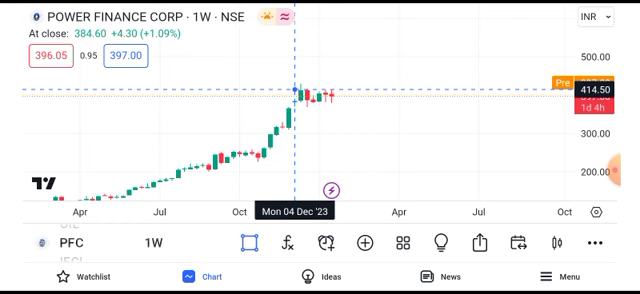 POWER FINANCE CORP · 1W · NSE
INR
At close: 384.60 +4.30 (+1.09%)
396.05 0.95 397.00
500.00
Pre
414.50
1d 4h
300.00
200.00
Apr Jul Oct Mon 04 Dec '23 Apr Jul Oct
PFC 1W
Watchlist Chart Ideas News Menu